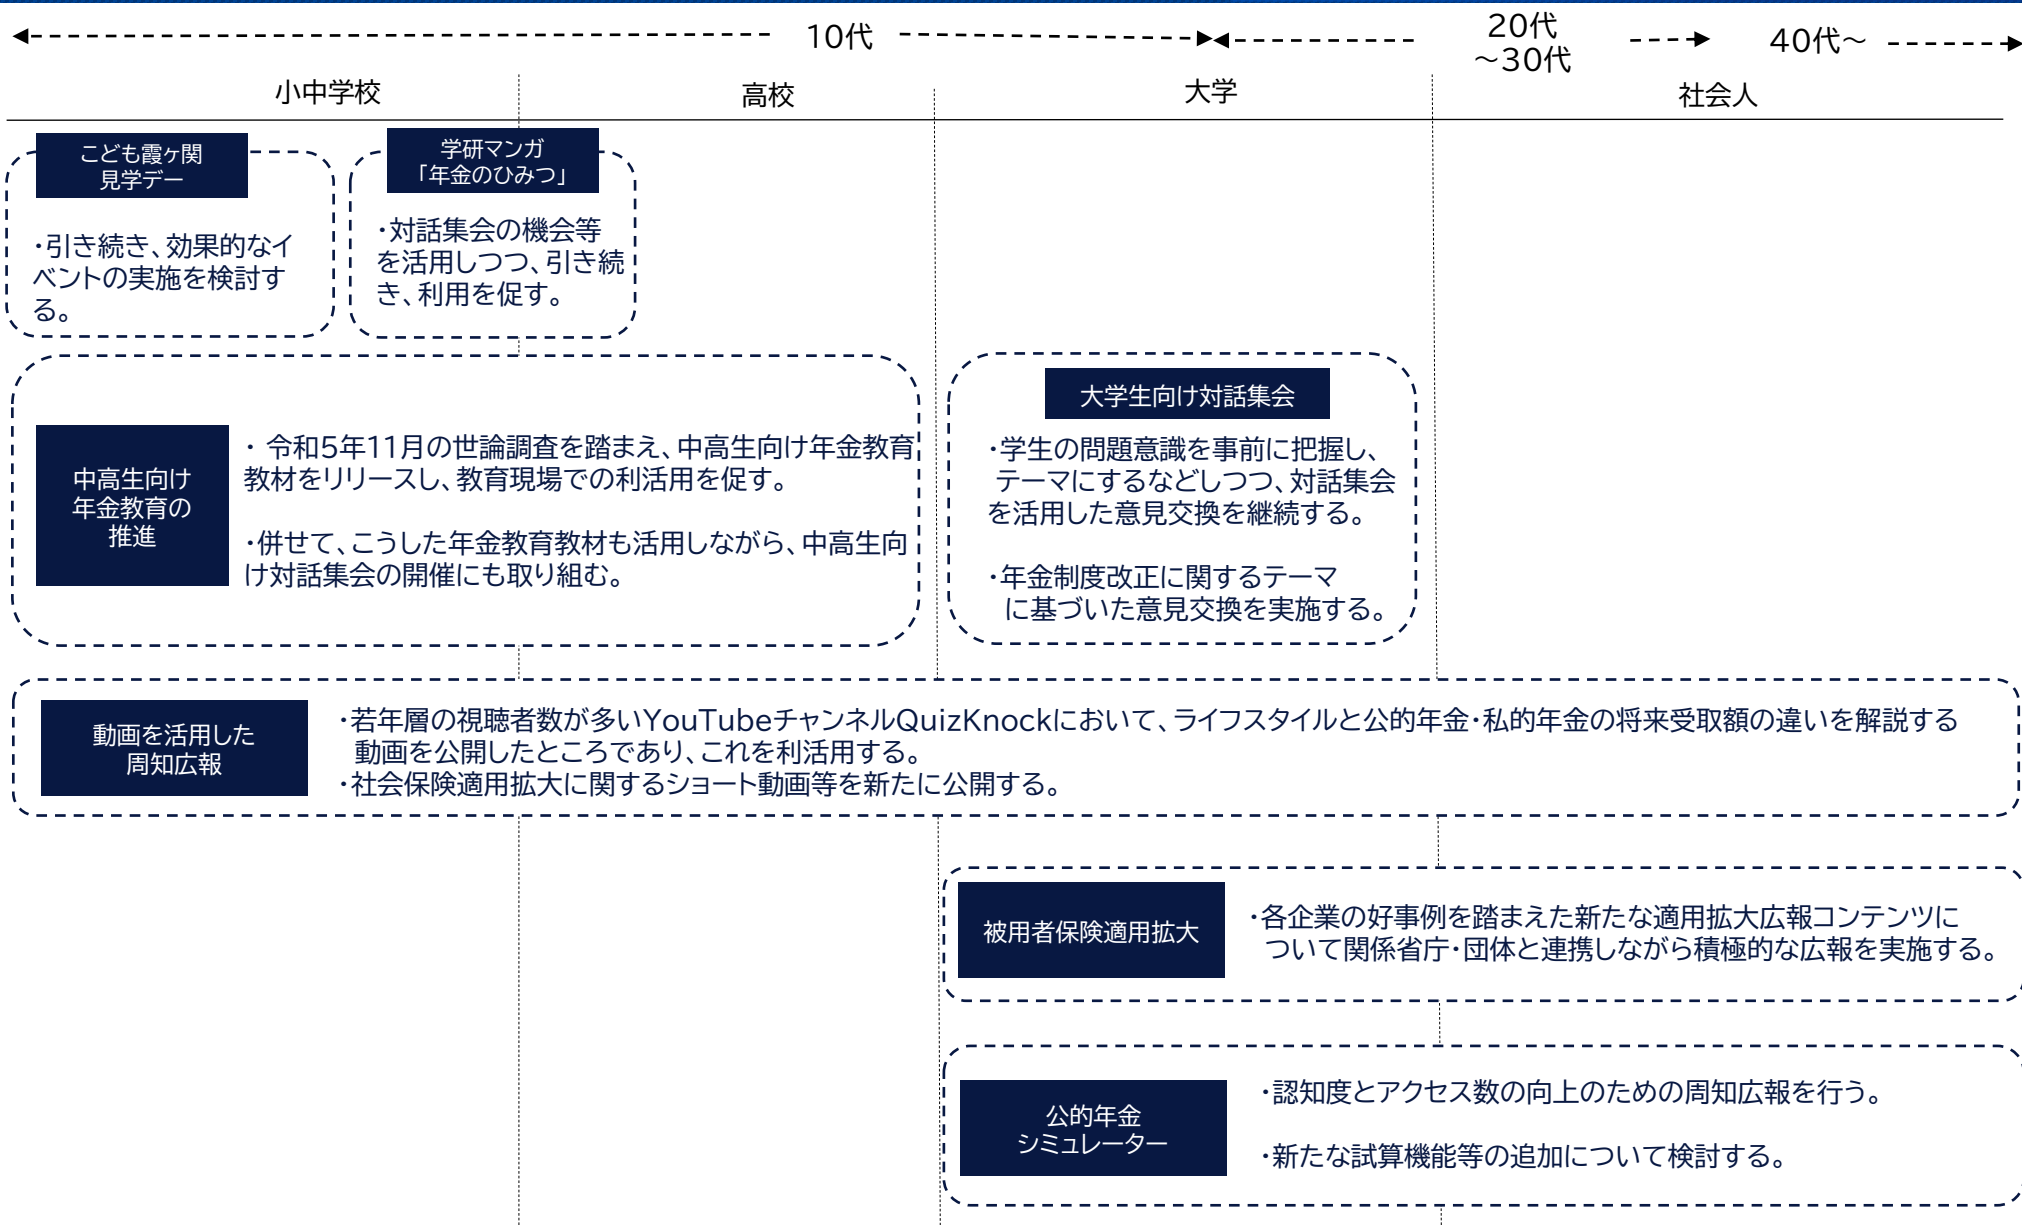 10代
20代
～30代
40代～
小中学校
高校
大学
社会人
こども霞ヶ関
見学デー
・引き続き、効果的なイ
ベントの実施を検討す
る。
学研マンガ
「年金のひみつ」
・対話集会の機会等
を活用しつつ、引き続
き、利用を促す。
中高生向け
年金教育の
推進
・ 令和5年11月の世論調査を踏まえ、中高生向け年金教育
教材をリリースし、教育現場での利活用を促す。
・併せて、こうした年金教育教材も活用しながら、中高生向
け対話集会の開催にも取り組む。
大学生向け対話集会
・学生の問題意識を事前に把握し、
テーマにするなどしつつ、対話集会
を活用した意見交換を継続する。
・年金制度改正に関するテーマ
に基づいた意見交換を実施する。
動画を活用した
周知広報
・若年層の視聴者数が多いYouTubeチャンネルQuizKnockにおいて、ライフスタイルと公的年金・私的年金の将来受取額の違いを解説する
動画を公開したところであり、これを利活用する。
・社会保険適用拡大に関するショート動画等を新たに公開する。
被用者保険適用拡大
・各企業の好事例を踏まえた新たな適用拡大広報コンテンツに
ついて関係省庁・団体と連携しながら積極的な広報を実施する。
公的年金
シミュレーター
・認知度とアクセス数の向上のための周知広報を行う。
・新たな試算機能等の追加について検討する。